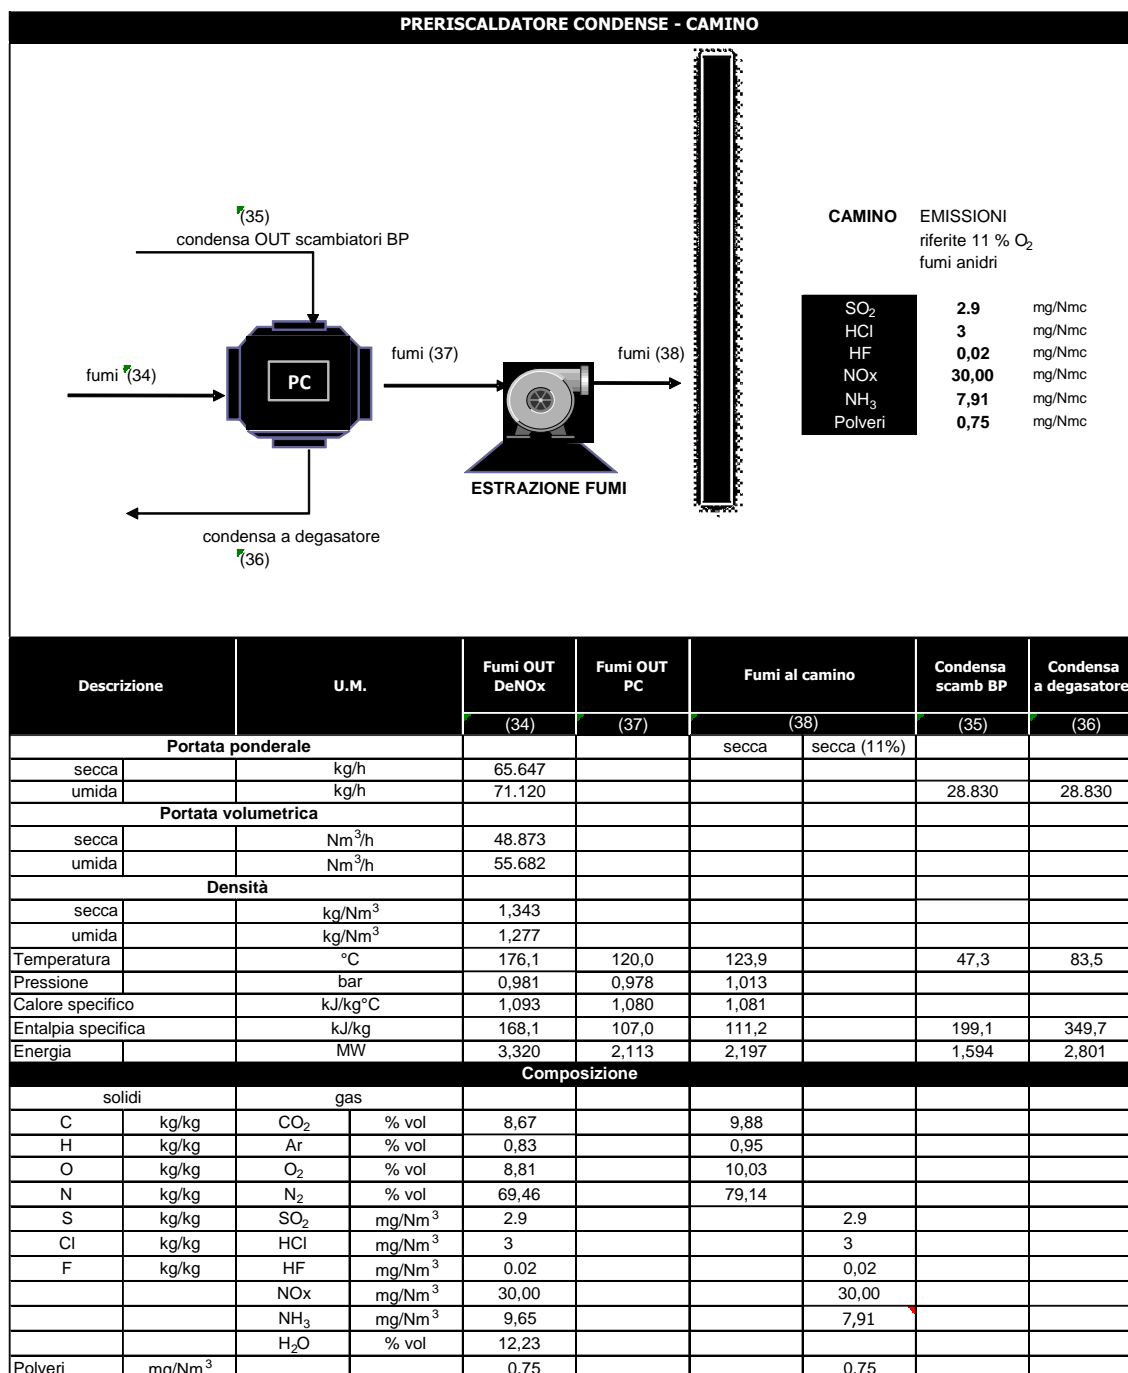 PRERISCALDATORE CONDENSE - CAMINO
(35)
condensa OUT scambiatori BP
CAMINO EMISSIONI
riferite 11 % O2
fumi anidri
SO2 2.9 mg/Nmc
HCl 3 mg/Nmc
HF 0,02 mg/Nmc
NOx 30,00 mg/Nmc
NH3 7,91 mg/Nmc
Polveri 0,75 mg/Nmc
fumi (34)
PC
fumi (37)
fumi (38)
ESTRAZIONE FUMI
condensa a degasatore
(36)
Descrizione U.M. Fumi OUT DeNOx Fumi OUT PC Fumi al camino Condensa scamb BP Condensa a degasatore
(34) (37) (38) (35) (36)
Portata ponderale secca secca (11%)
secca kg/h 65.647
umida kg/h 71.120 28.830 28.830
Portata volumetrica
secca Nm3/h 48.873
umida Nm3/h 55.682
Densità
secca kg/Nm3 1,343
umida kg/Nm3 1,277
Temperatura °C 176,1 120,0 123,9 47,3 83,5
Pressione bar 0,981 0,978 1,013
Calore specifico kJ/kg°C 1,093 1,080 1,081
Entalpia specifica kJ/kg 168,1 107,0 111,2 199,1 349,7
Energia MW 3,320 2,113 2,197 1,594 2,801
Composizione
solidi gas
C kg/kg CO2 % vol 8,67 9,88
H kg/kg Ar % vol 0,83 0,95
O kg/kg O2 % vol 8,81 10,03
N kg/kg N2 % vol 69,46 79,14
S kg/kg SO2 mg/Nm3 2.9 2.9
Cl kg/kg HCl mg/Nm3 3 3
F kg/kg HF mg/Nm3 0.02 0,02
NOx mg/Nm3 30,00 30,00
NH3 mg/Nm3 9,65 7,91
H2O % vol 12,23
Polveri mg/Nm3 0,75 0,75